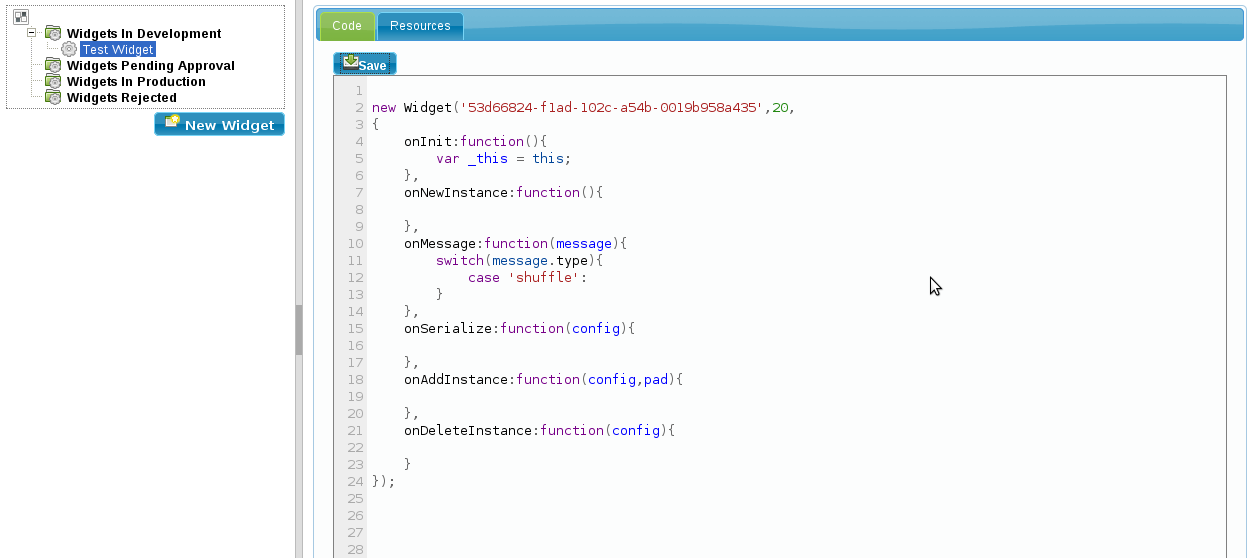 Widgets In Development
Test Widget
Widgets Pending Approval
Widgets In Production
Widgets Rejected
New Widget
Code Resources
Save
1
2 new Widget('53d66824-f1ad-102c-a54b-0019b958a435',20,
3 {
4     onInit:function(){
5         var _this = this;
6     },
7     onNewInstance:function(){
8
9     },
10     onMessage:function(message){
11         switch(message.type){
12             case 'shuffle':
13         }
14     },
15     onSerialize:function(config){
16
17     },
18     onAddInstance:function(config,pad){
19
20     },
21     onDeleteInstance:function(config){
22
23     }
24 });
25
26
27
28